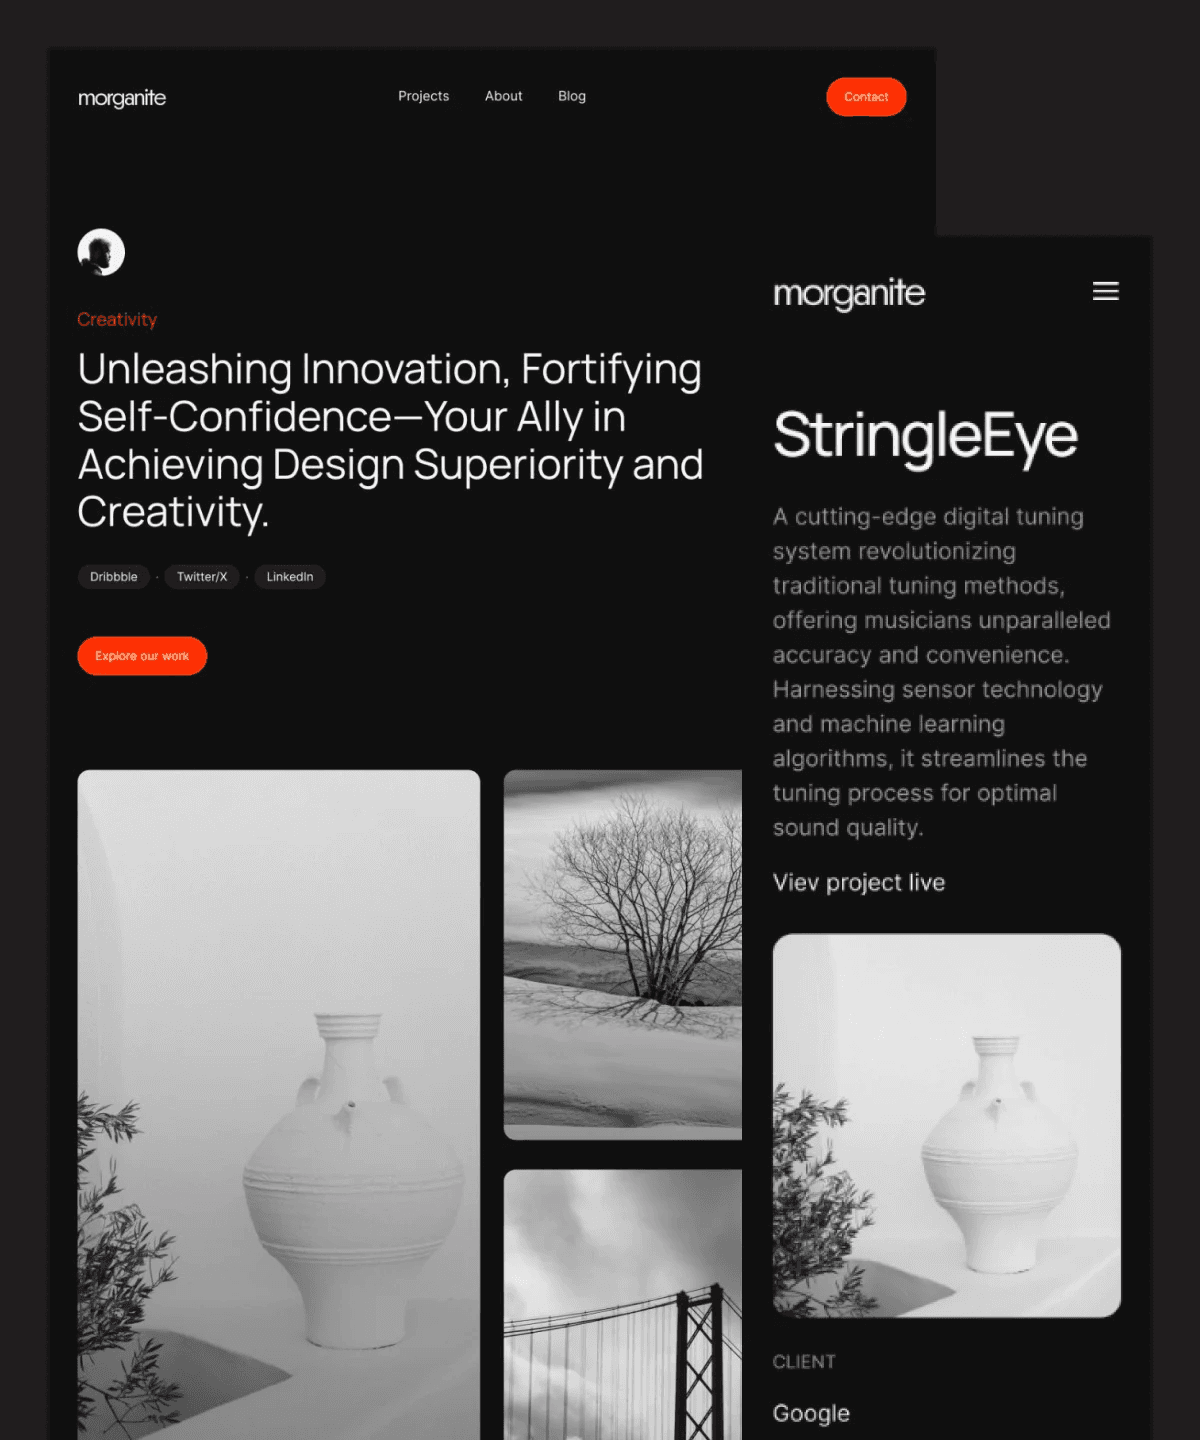 morganite
Projects
About
Blog
Contact
Creativity
Unleashing Innovation, Fortifying
Self-Confidence—Your Ally in
Achieving Design Superiority and
Creativity.
Dribbble · Twitter/X · LinkedIn
Explore our work
morganite
StringleEye
A cutting-edge digital tuning
system revolutionizing
traditional tuning methods,
offering musicians unparalleled
accuracy and convenience.
Harnessing sensor technology
and machine learning
algorithms, it streamlines the
tuning process for optimal
sound quality.
Viev project live
CLIENT
Google